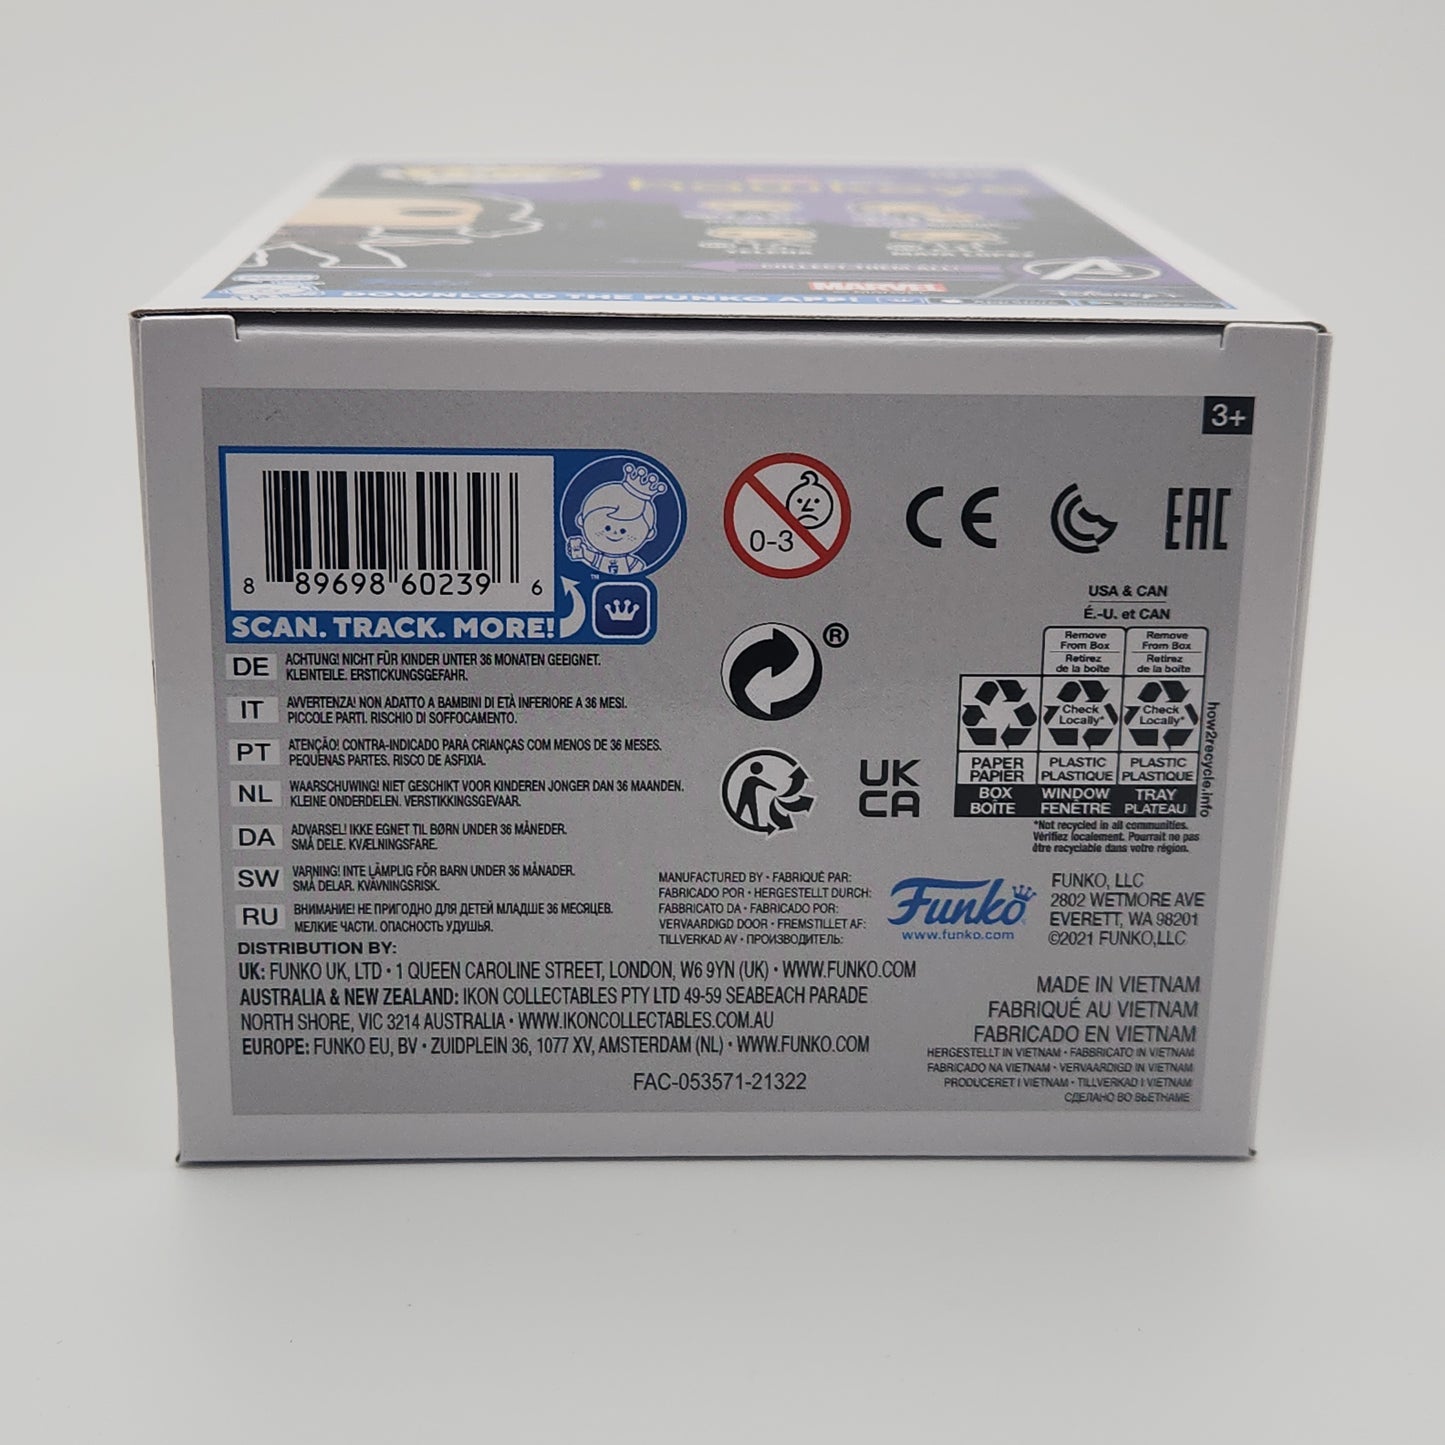 hawkeye
YELENA
MAYA LOPEZ
COLLECT THEM ALL!
MARVEL
DOWNLOAD THE FUNKO APP!
3+
8 89698 60239 6
™
SCAN. TRACK. MORE!
0-3
CE
EAC
USA & CAN
É.-U. et CAN
Remove
From Box
Retirez
de la boîte
Remove
From Box
Retirez
de la boîte
Check
Locally*
Check
Locally*
PAPER
PAPIER
BOX
BOÎTE
PLASTIC
PLASTIQUE
WINDOW
FENÊTRE
PLASTIC
PLASTIQUE
TRAY
PLATEAU
how2recycle.info
*Not recycled in all communities.
Vérifiez localement. Pourrait ne pas
être recyclable dans votre région.
®
UK
CA
DE ACHTUNG! NICHT FÜR KINDER UNTER 36 MONATEN GEEIGNET.
KLEINTEILE. ERSTICKUNGSGEFAHR.
IT AVVERTENZA! NON ADATTO A BAMBINI DI ETÀ INFERIORE A 36 MESI.
PICCOLE PARTI. RISCHIO DI SOFFOCAMENTO.
PT ATENÇÃO! CONTRA-INDICADO PARA CRIANÇAS COM MENOS DE 36 MESES.
PEQUENAS PARTES. RISCO DE ASFIXIA.
NL WAARSCHUWING! NIET GESCHIKT VOOR KINDEREN JONGER DAN 36 MAANDEN.
KLEINE ONDERDELEN. VERSTIKKINGSGEVAAR.
DA ADVARSEL! IKKE EGNET TIL BØRN UNDER 36 MÅNEDER.
SMÅ DELE. KVÆLNINGSFARE.
SW VARNING! INTE LÄMPLIG FÖR BARN UNDER 36 MÅNADER.
SMÅ DELAR. KVÄVNINGSRISK.
RU ВНИМАНИЕ! НЕ ПРИГОДНО ДЛЯ ДЕТЕЙ МЛАДШЕ 36 МЕСЯЦЕВ.
МЕЛКИЕ ЧАСТИ. ОПАСНОСТЬ УДУШЬЯ.
MANUFACTURED BY • FABRIQUÉ PAR:
FABRICADO POR • HERGESTELLT DURCH:
FABBRICATO DA • FABRICADO POR:
VERVAARDIGD DOOR • FREMSTILLET AF:
TILLVERKAD AV • ПРОИЗВОДИТЕЛЬ:
Funko
www.funko.com
FUNKO, LLC
2802 WETMORE AVE
EVERETT, WA 98201
©2021 FUNKO,LLC
DISTRIBUTION BY:
UK: FUNKO UK, LTD • 1 QUEEN CAROLINE STREET, LONDON, W6 9YN (UK) • WWW.FUNKO.COM
AUSTRALIA & NEW ZEALAND: IKON COLLECTABLES PTY LTD 49-59 SEABEACH PARADE
NORTH SHORE, VIC 3214 AUSTRALIA • WWW.IKONCOLLECTABLES.COM.AU
EUROPE: FUNKO EU, BV • ZUIDPLEIN 36, 1077 XV, AMSTERDAM (NL) • WWW.FUNKO.COM
FAC-053571-21322
MADE IN VIETNAM
FABRIQUÉ AU VIETNAM
FABRICADO EN VIETNAM
HERGESTELLT IN VIETNAM • FABBRICATO IN VIETNAM
FABRICADO NA VIETNAM • VERVAARDIGD IN VIETNAM
PRODUCERET I VIETNAM • TILLVERKAD I VIETNAM
СДЕЛАНО ВО ВЬЕТНАМЕ